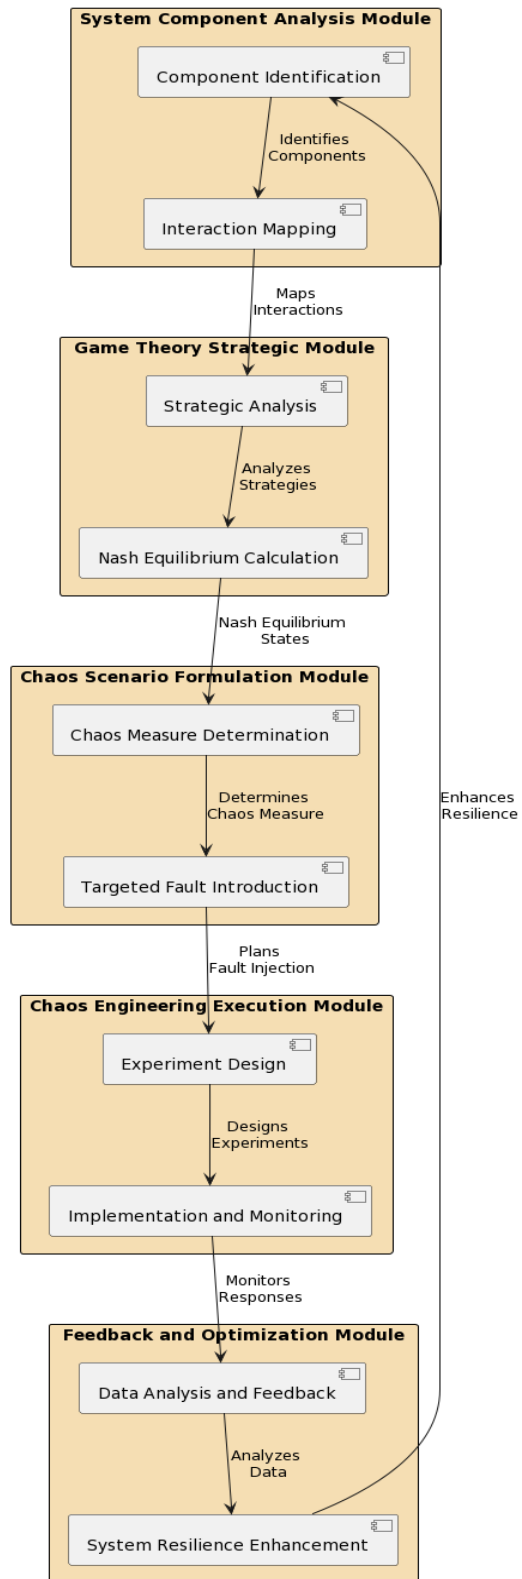 System Component Analysis Module
Component Identification
Identifies
Components
Interaction Mapping
Maps
Interactions
Game Theory Strategic Module
Strategic Analysis
Analyzes
Strategies
Nash Equilibrium Calculation
Nash Equilibrium
States
Chaos Scenario Formulation Module
Chaos Measure Determination
Determines
Chaos Measure
Enhances
Resilience
Targeted Fault Introduction
Plans
Fault Injection
Chaos Engineering Execution Module
Experiment Design
Designs
Experiments
Implementation and Monitoring
Monitors
Responses
Feedback and Optimization Module
Data Analysis and Feedback
Analyzes
Data
System Resilience Enhancement